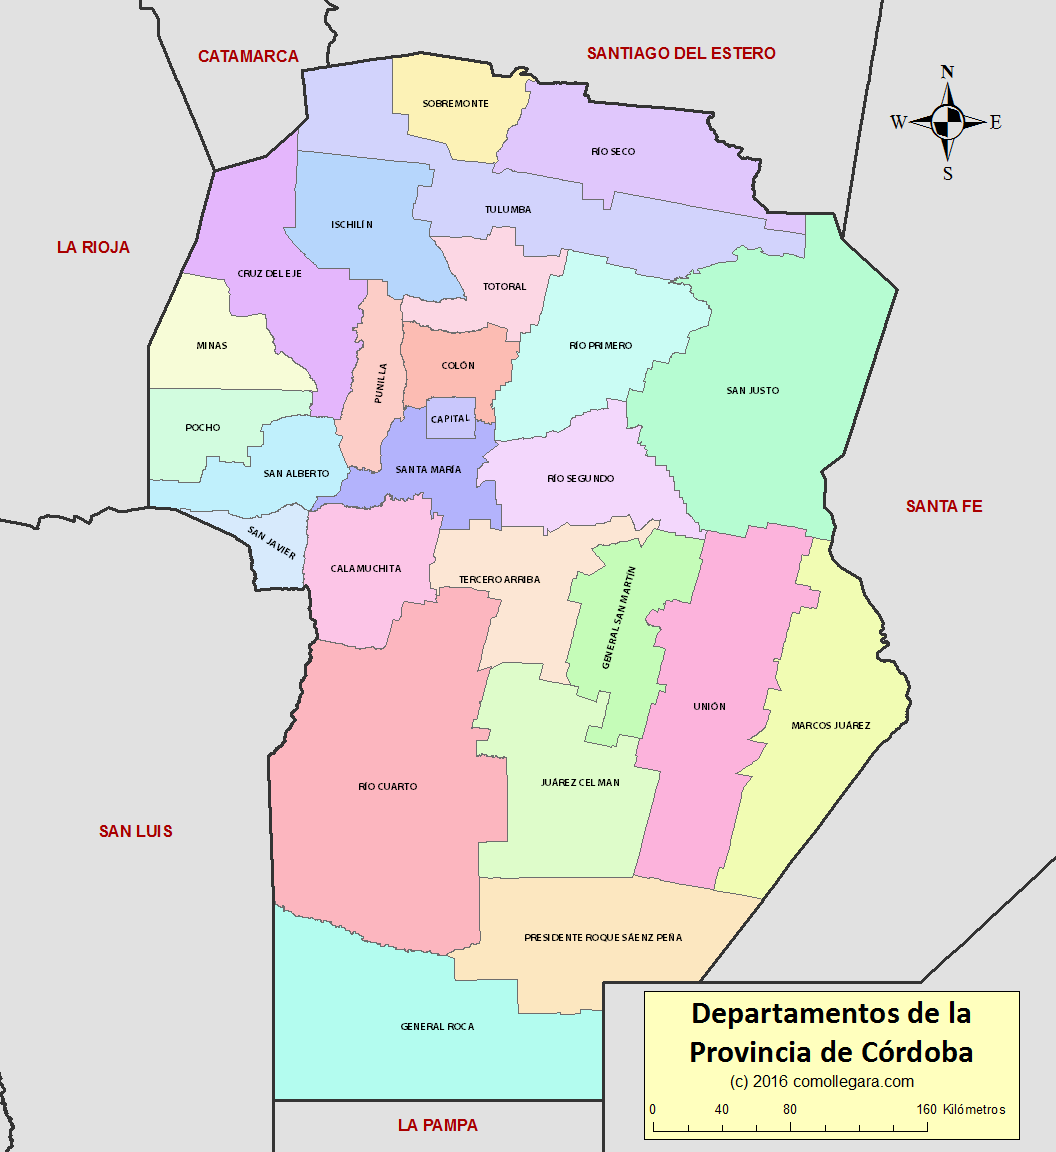 CATAMARCA
SANTIAGO DEL ESTERO
N
W
E
S
SOBREMONTE
RÍO SECO
TULUMBA
ISCHILÍN
LA RIOJA
CRUZ DEL EJE
TOTORAL
MINAS
RÍO PRIMERO
COLÓN
PUNILLA
SAN JUSTO
CAPITAL
POCHO
SAN ALBERTO
SANTA MARÍA
RÍO SEGUNDO
SANTA FE
SAN JAVIER
CALAMUCHITA
TERCERO ARRIBA
GENERAL SAN MARTÍN
UNIÓN
MARCOS JUÁREZ
RÍO CUARTO
JUÁREZ CELMAN
SAN LUIS
PRESIDENTE ROQUE SÁENZ PEÑA
GENERAL ROCA
LA PAMPA
Departamentos de la
Provincia de Córdoba
(c) 2016 comollegara.com
0 40 80 160 Kilómetros